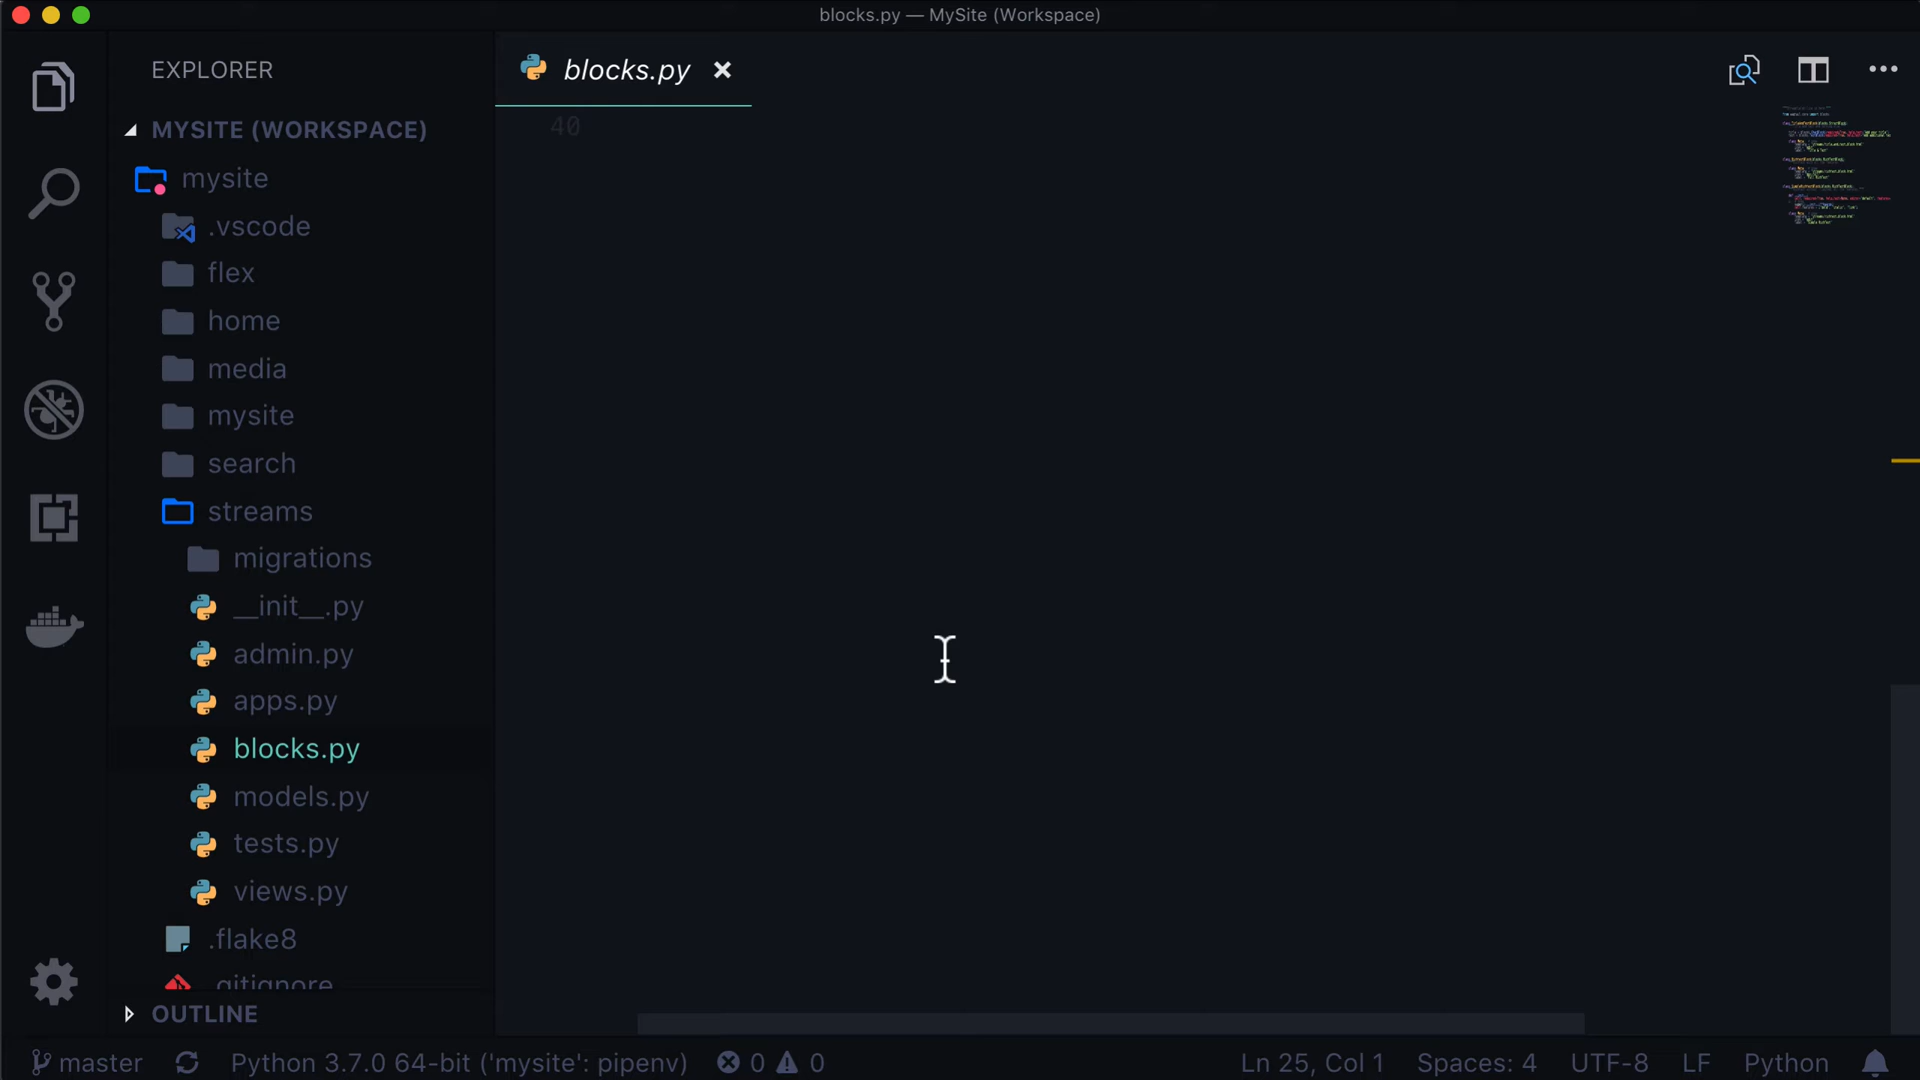 blocks.py — MySite (Workspace)
EXPLORER
blocks.py
40
MYSITE (WORKSPACE)
mysite
.vscode
flex
home
media
mysite
search
streams
migrations
__init__.py
admin.py
apps.py
blocks.py
models.py
tests.py
views.py
.flake8
.gitignore
OUTLINE
master Python 3.7.0 64-bit ('mysite': pipenv) 0 0 Ln 25, Col 1 Spaces: 4 UTF-8 LF Python